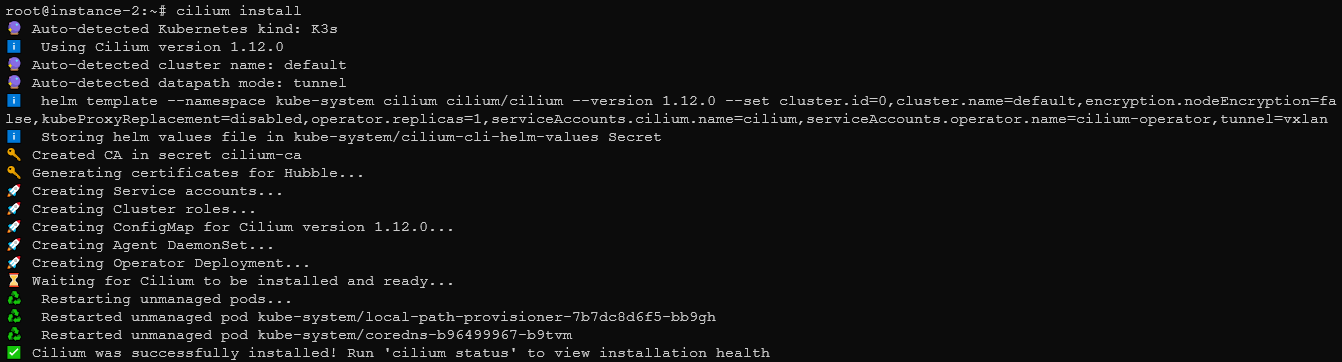 root@instance-2:~# cilium install
🔮 Auto-detected Kubernetes kind: K3s
ℹ️  Using Cilium version 1.12.0
🔮 Auto-detected cluster name: default
🔮 Auto-detected datapath mode: tunnel
ℹ️  helm template --namespace kube-system cilium cilium/cilium --version 1.12.0 --set cluster.id=0,cluster.name=default,encryption.nodeEncryption=fa
lse,kubeProxyReplacement=disabled,operator.replicas=1,serviceAccounts.cilium.name=cilium,serviceAccounts.operator.name=cilium-operator,tunnel=vxlan
ℹ️  Storing helm values file in kube-system/cilium-cli-helm-values Secret
🔑 Created CA in secret cilium-ca
🔑 Generating certificates for Hubble...
🚀 Creating Service accounts...
🚀 Creating Cluster roles...
🚀 Creating ConfigMap for Cilium version 1.12.0...
🚀 Creating Agent DaemonSet...
🚀 Creating Operator Deployment...
⌛ Waiting for Cilium to be installed and ready...
♻️  Restarting unmanaged pods...
♻️  Restarted unmanaged pod kube-system/local-path-provisioner-7b7dc8d6f5-bb9gh
♻️  Restarted unmanaged pod kube-system/coredns-b96499967-b9tvm
✅ Cilium was successfully installed! Run 'cilium status' to view installation health